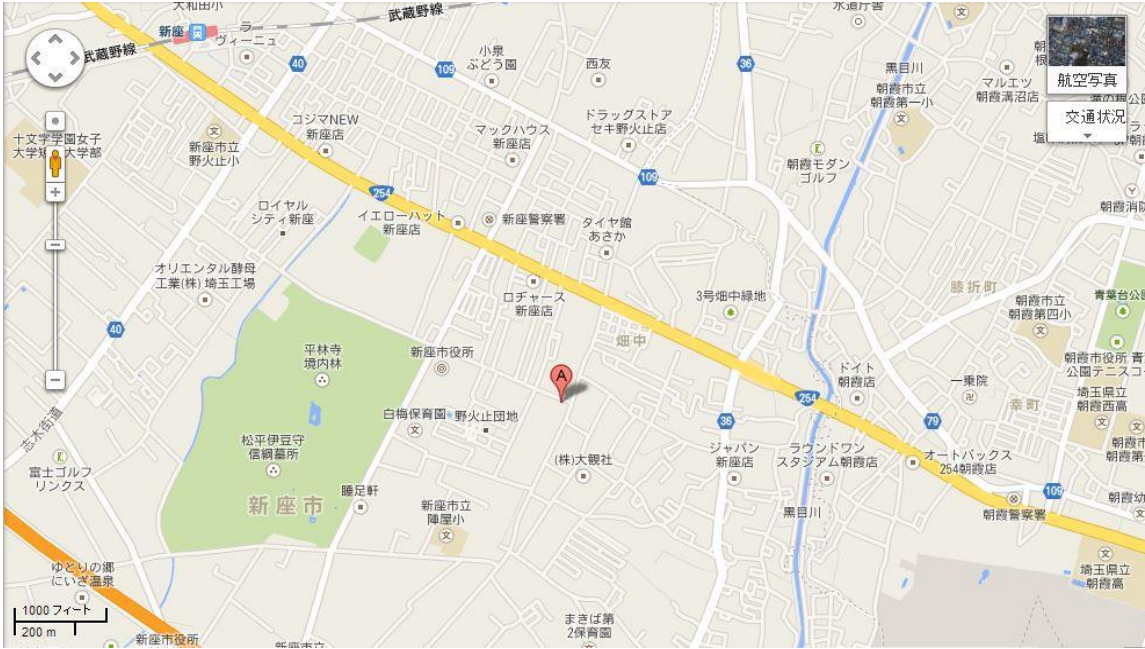 大和田小
新座
ラ
ヴィーニュ
武蔵野線
武蔵野線
水道庁舎
40
109
小泉
ぶどう園
西友
36
黒目川
朝霞市立
朝霞第一小
マルエツ
朝霞溝沼店
航空写真
交通状況
十文字学園女子
大学短 大学部
新座市立
野火止小
コジマNEW
新座店
マックハウス
新座店
ドラッグストア
セキ野火止店
朝霞モダン
ゴルフ
254
109
朝霞消防
ロイヤル
シティ新座
イエローハット
新座店
新座警察署
タイヤ館
あさか
オリエンタル酵母
工業(株) 埼玉工場
ロヂャース
新座店
3号畑中緑地
膝折町
朝霞市立
朝霞第四小
青葉台公園
40
平林寺
境内林
新座市役所
畑中
A
ドイト
朝霞店
一乗院
朝霞市役所 青
公園テニスコー
254
埼玉県立
朝霞西高
幸町
志木街道
白梅保育園
野火止団地
36
79
松平伊豆守
信綱墓所
富士ゴルフ
リンクス
(株)大観社
ジャパン
新座店
ラウンドワン
スタジアム朝霞店
オートバックス
254朝霞店
朝霞市
朝霞第
新座市
睡足軒
新座市立
陣屋小
黒目川
109
朝霞警察署
朝霞幼
ゆとりの郷
にいざ温泉
埼玉県立
朝霞高
1000 フィート
200 m
まきば第
2保育園
新座市役所
新座市立